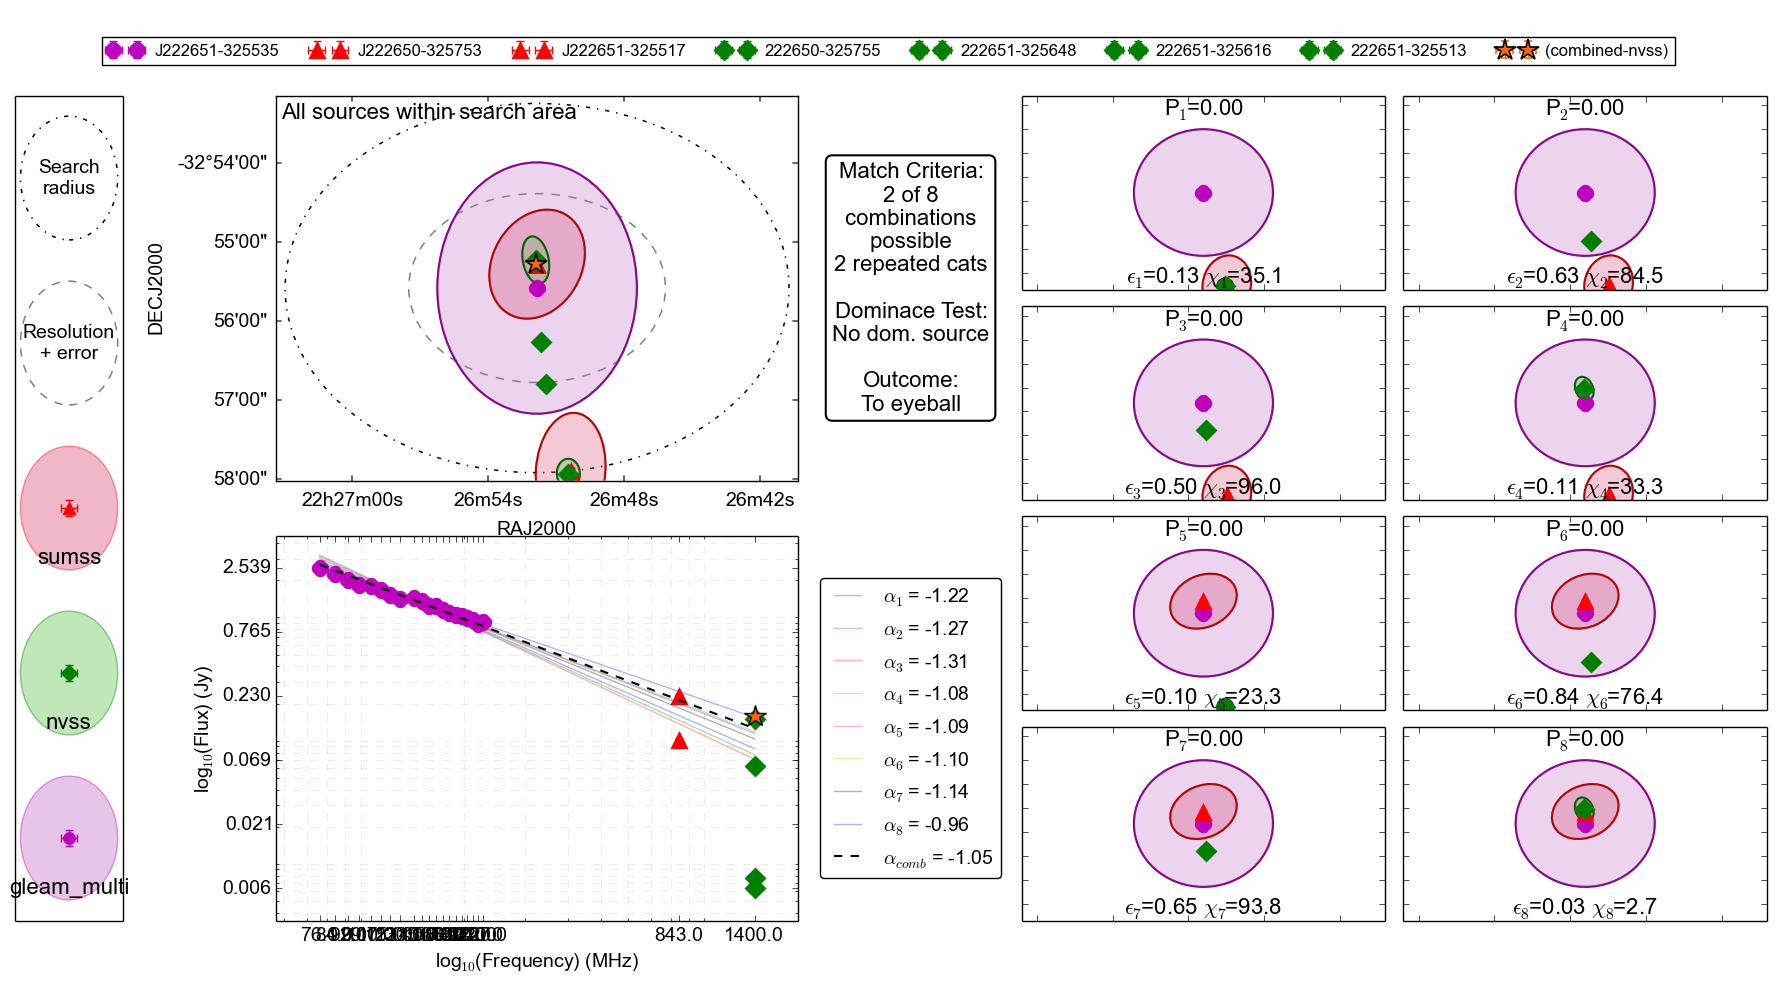 J222651-325535 J222650-325753 J222651-325517 222650-325755 222651-325648 222651-325616 222651-325513 (combined-nvss)
Search
radius
Resolution
+ error
sumss
nvss
gleam_multi
All sources within search area
DECJ2000
-32°54'00"
55'00"
56'00"
57'00"
58'00"
22h27m00s 26m54s 26m48s 26m42s
RAJ2000
log10(Flux) (Jy)
2.539
0.765
0.230
0.069
0.021
0.006
843.0 1400.0
log10(Frequency) (MHz)
Match Criteria:
2 of 8
combinations
possible
2 repeated cats
Dominace Test:
No dom. source
Outcome:
To eyeball
α1 = -1.22
α2 = -1.27
α3 = -1.31
α4 = -1.08
α5 = -1.09
α6 = -1.10
α7 = -1.14
α8 = -0.96
αcomb = -1.05
P1=0.00
ϵ1=0.13 χ1=35.1
P2=0.00
ϵ2=0.63 χ2=84.5
P3=0.00
ϵ3=0.50 χ3=96.0
P4=0.00
ϵ4=0.11 χ4=33.3
P5=0.00
ϵ5=0.10 χ5=23.3
P6=0.00
ϵ6=0.84 χ6=76.4
P7=0.00
ϵ7=0.65 χ7=93.8
P8=0.00
ϵ8=0.03 χ8=2.7